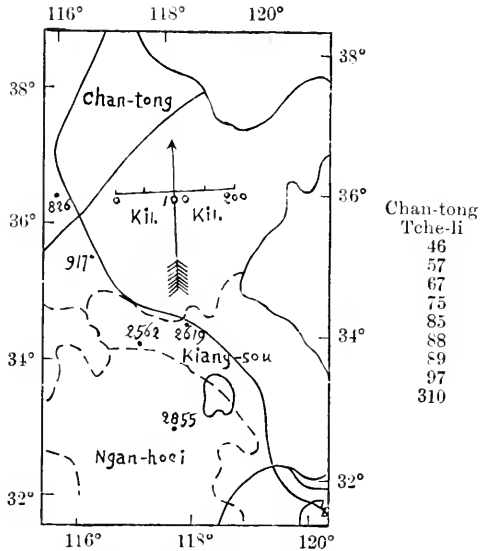 116° 118° 120°
38°
38°
Chan-tong
0 100 200
Kil. Kil.
826
36°
36°
917
2562
2619
34°
34°
Kiang-sou
2855
Ngan-hoei
32°
32°
116° 118° 120°
Chan-tong
Tche-li
46
57
67
75
85
88
89
97
310